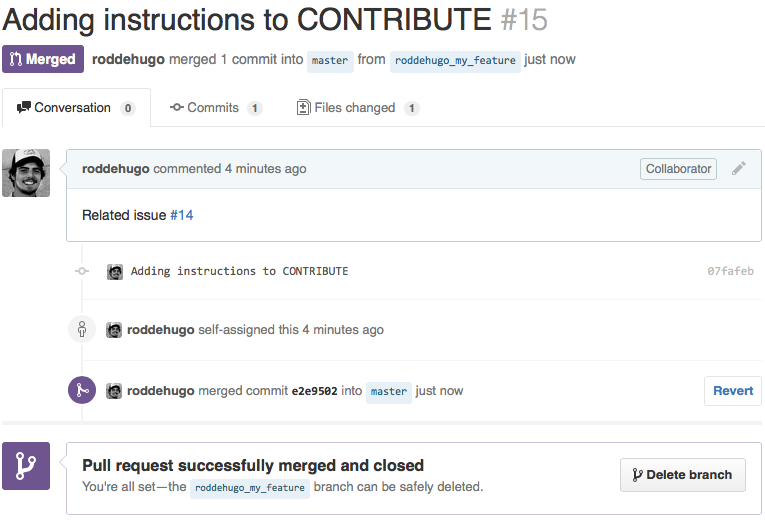 Adding instructions to CONTRIBUTE #15
Merged roddehugo merged 1 commit into master from roddehugo_my_feature just now
Conversation 0 Commits 1 Files changed 1
roddehugo commented 4 minutes ago Collaborator
Related issue #14
Adding instructions to CONTRIBUTE 07fafeb
roddehugo self-assigned this 4 minutes ago
roddehugo merged commit e2e9502 into master just now Revert
Pull request successfully merged and closed
You're all set—the roddehugo_my_feature branch can be safely deleted.
Delete branch